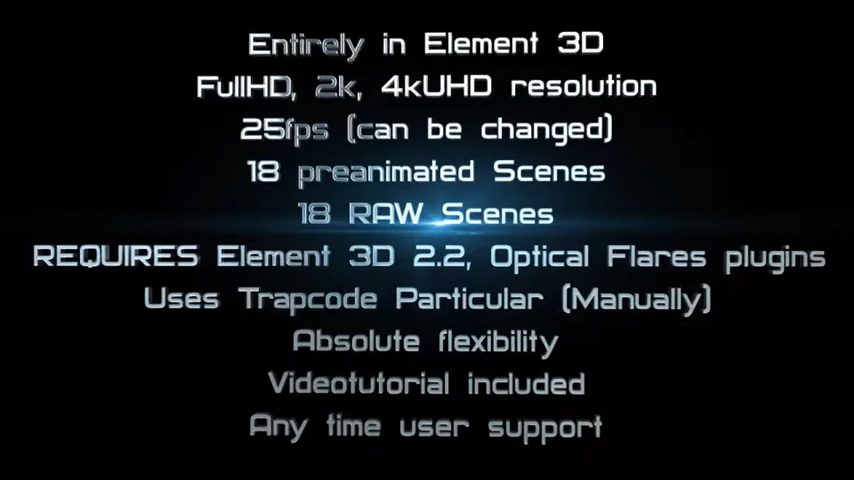 Entirely in Element 3D
FullHD, 2k, 4kUHD resolution
25fps (can be changed)
18 preanimated Scenes
18 RAW Scenes
REQUIRES Element 3D 2.2, Optical Flares plugins
Uses Trapcode Particular (Manually)
Absolute flexibility
Videotutorial included
Any time user support